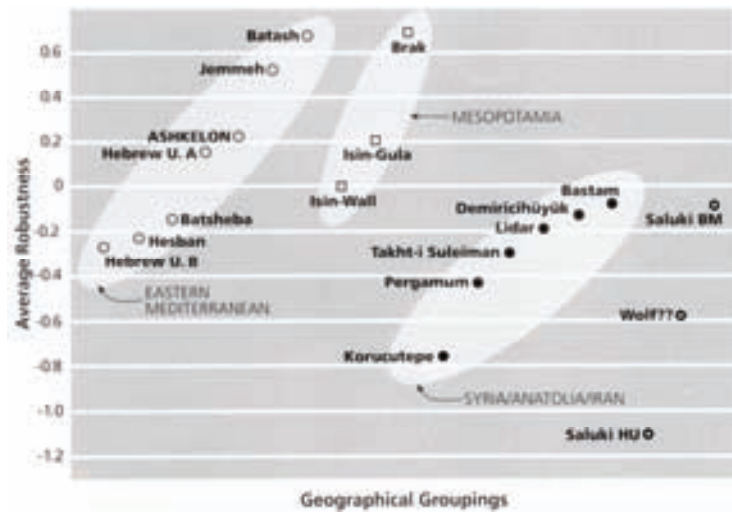 Batash
Brak
0.6
Jemmeh
0.4
MESOPOTAMIA
ASHKELON
0.2
Hebrew U. A
Isin-Gula
0
Isin-Wall
Bastam
Demiricihüyük
Saluki BM
Batsheba
-0.2
Lidar
Hesban
Takht-i Suleiman
Hebrew U. B
-0.4
Pergamum
EASTERN
MEDITERRANEAN
Wolf??
-0.6
Korucutepe
-0.8
SYRIA/ANATOLIA/IRAN
-1.0
Saluki HU
-1.2
Average Robustness
Geographical Groupings